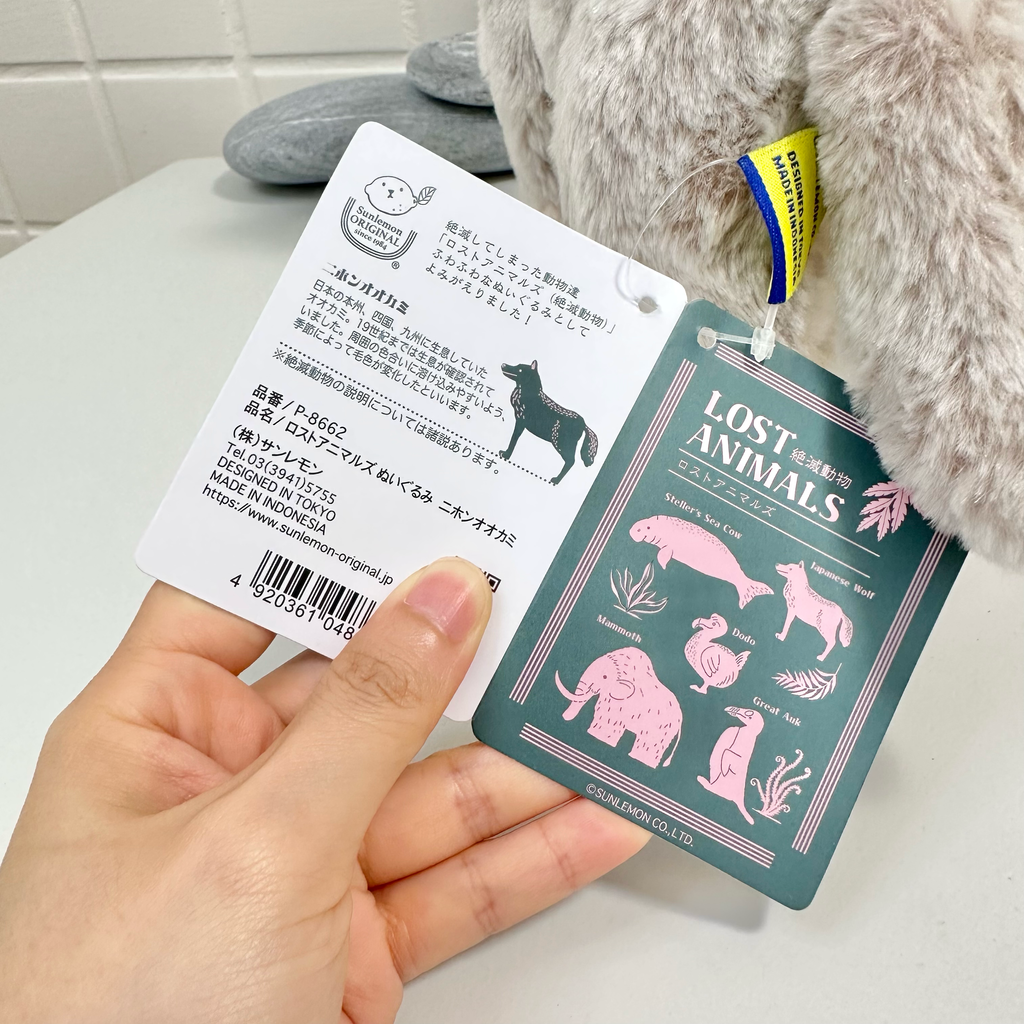 Sunlemon
ORIGINAL
since 1984
®
絶滅してしまった動物達
「ロストアニマルズ (絶滅動物)」
ふわふわなぬいぐるみとして
よみがえりました!
ニホンオオカミ
日本の本州、四国、九州に生息していた
オオカミ。19世紀までは生息が確認されて
いました。周囲の色合いに溶け込みやすいよう、
季節によって毛色が変化したといいます。
※絶滅動物の説明については諸説あります。
品番/P-8662
品名/ロストアニマルズ ぬいぐるみ ニホンオオカミ
(株)サンレモン
Tel.03(3941)5755
DESIGNED IN TOKYO
MADE IN INDONESIA
https://www.sunlemon-original.jp
4 920361 048
DESIGNED IN TOKYO
MADE IN INDONESIA
LOST
ANIMALS 絶滅動物
ロストアニマルズ
Steller's Sea Cow
Japanese Wolf
Mammoth
Dodo
Great Auk
©SUNLEMON CO.,LTD.